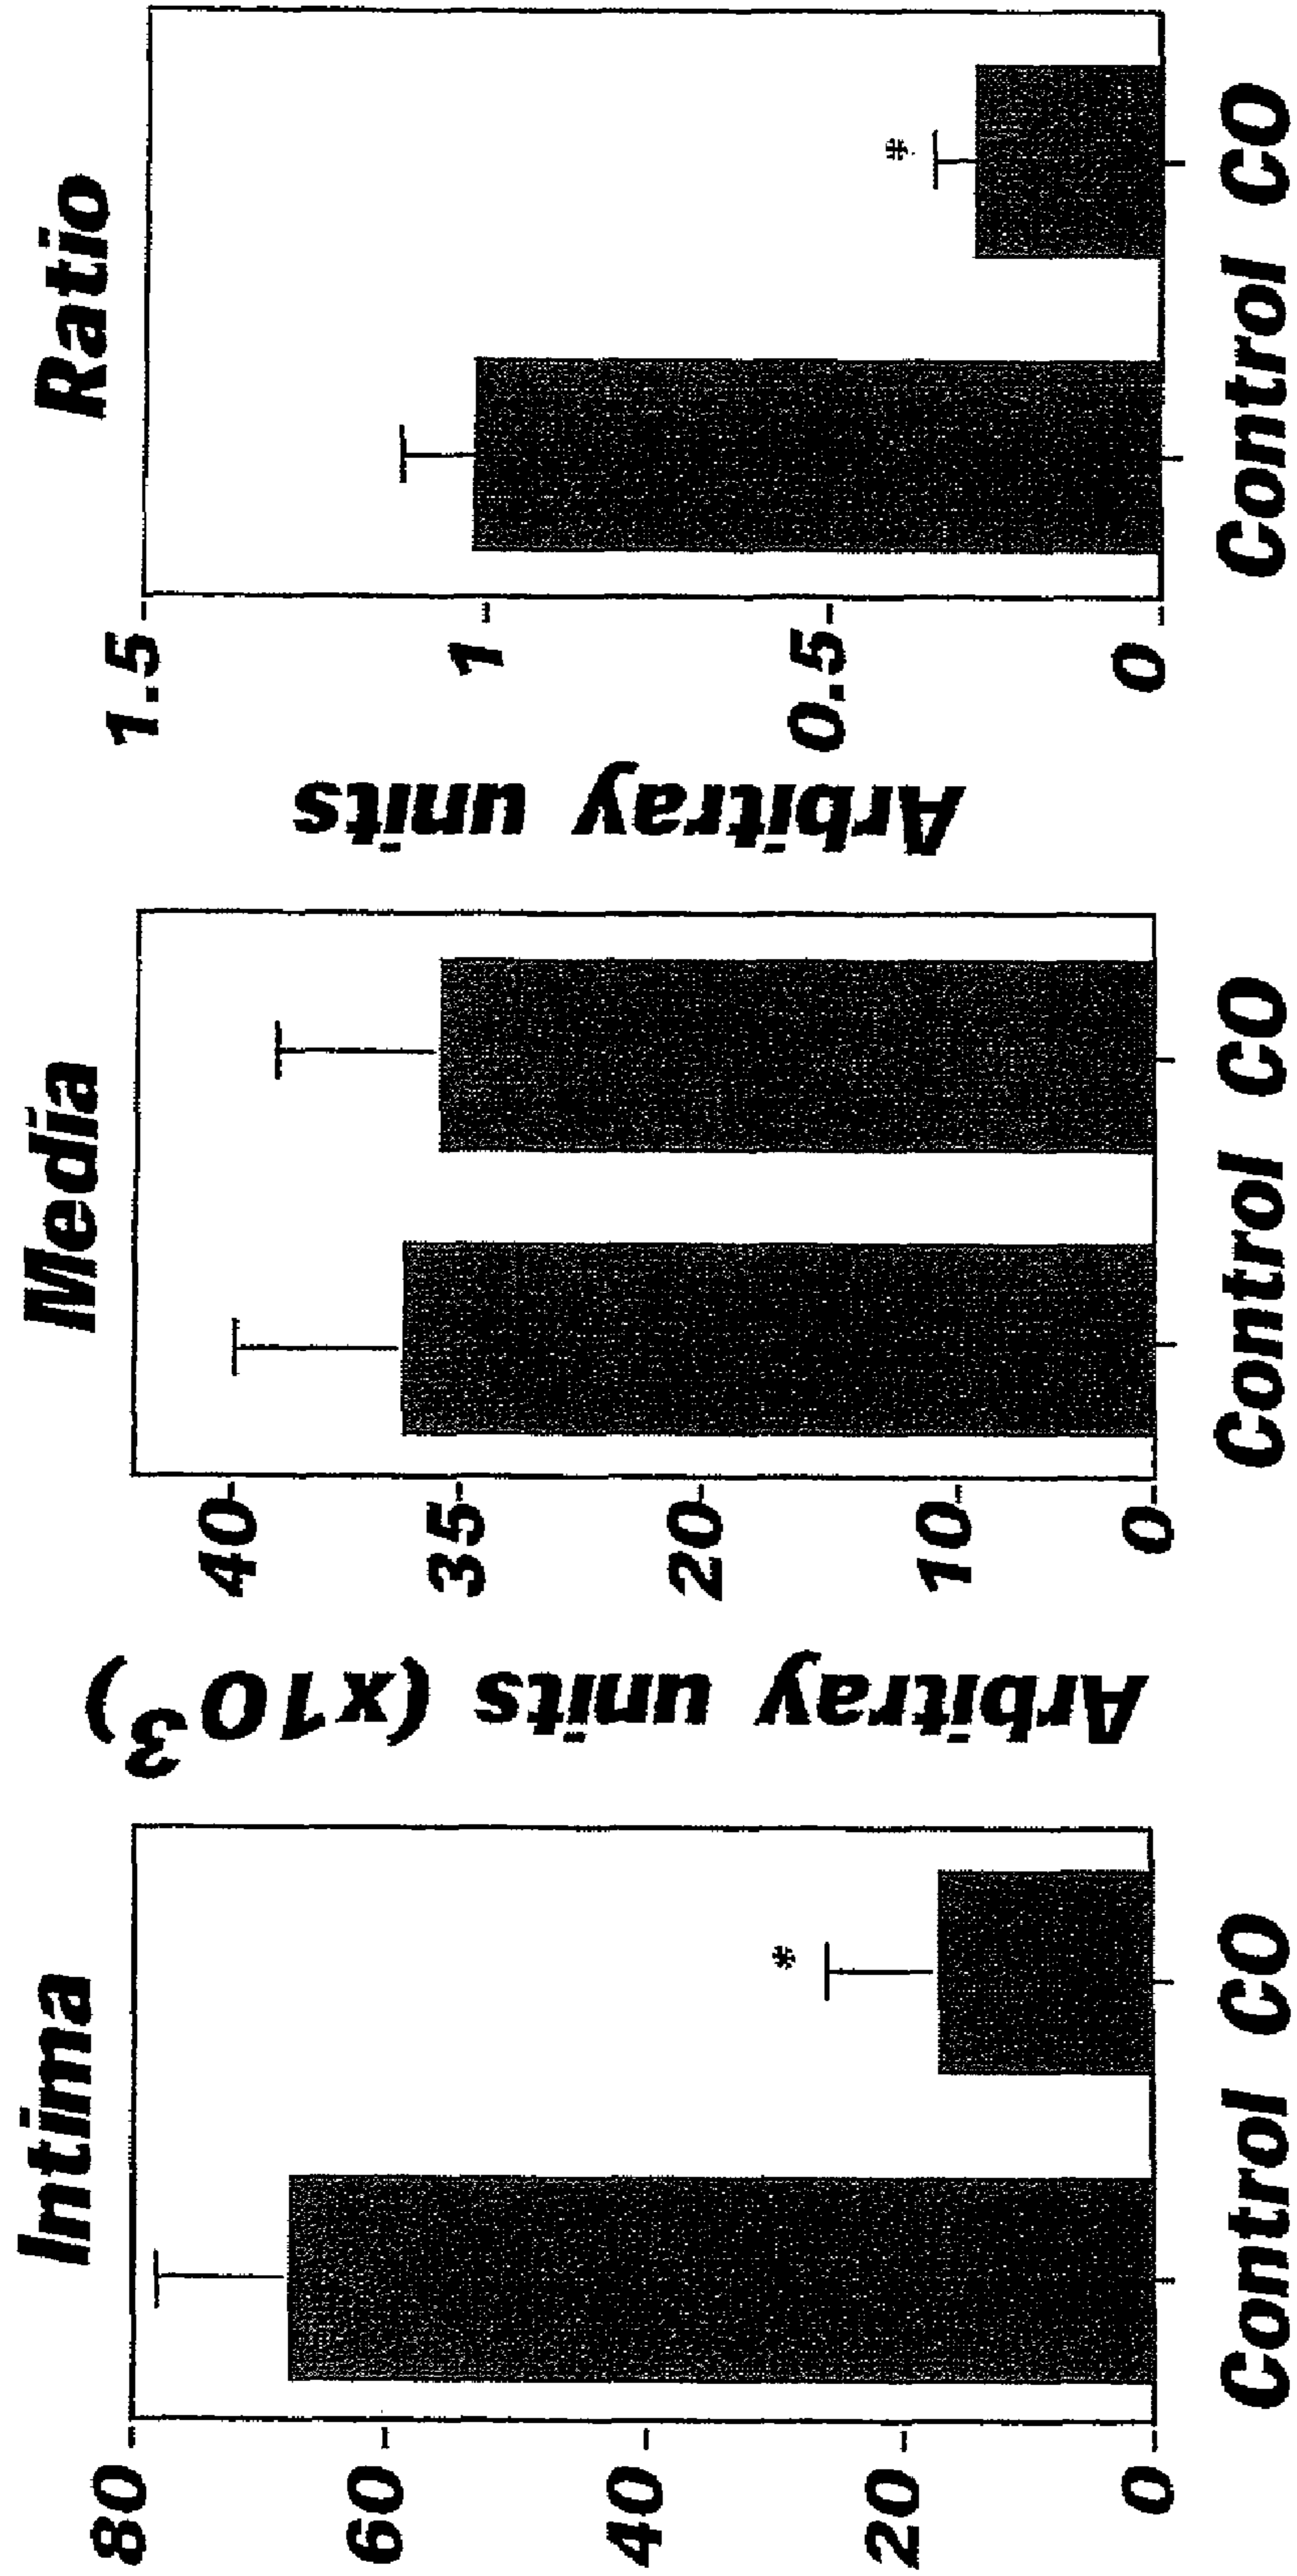 Intima
80
60
40
20
0
Control CO
Media
Arbitray units (x10³)
40
35
20
10
0
Control CO
*
Ratio
Arbitray units
1.5
1
0.5
0
Control CO
*